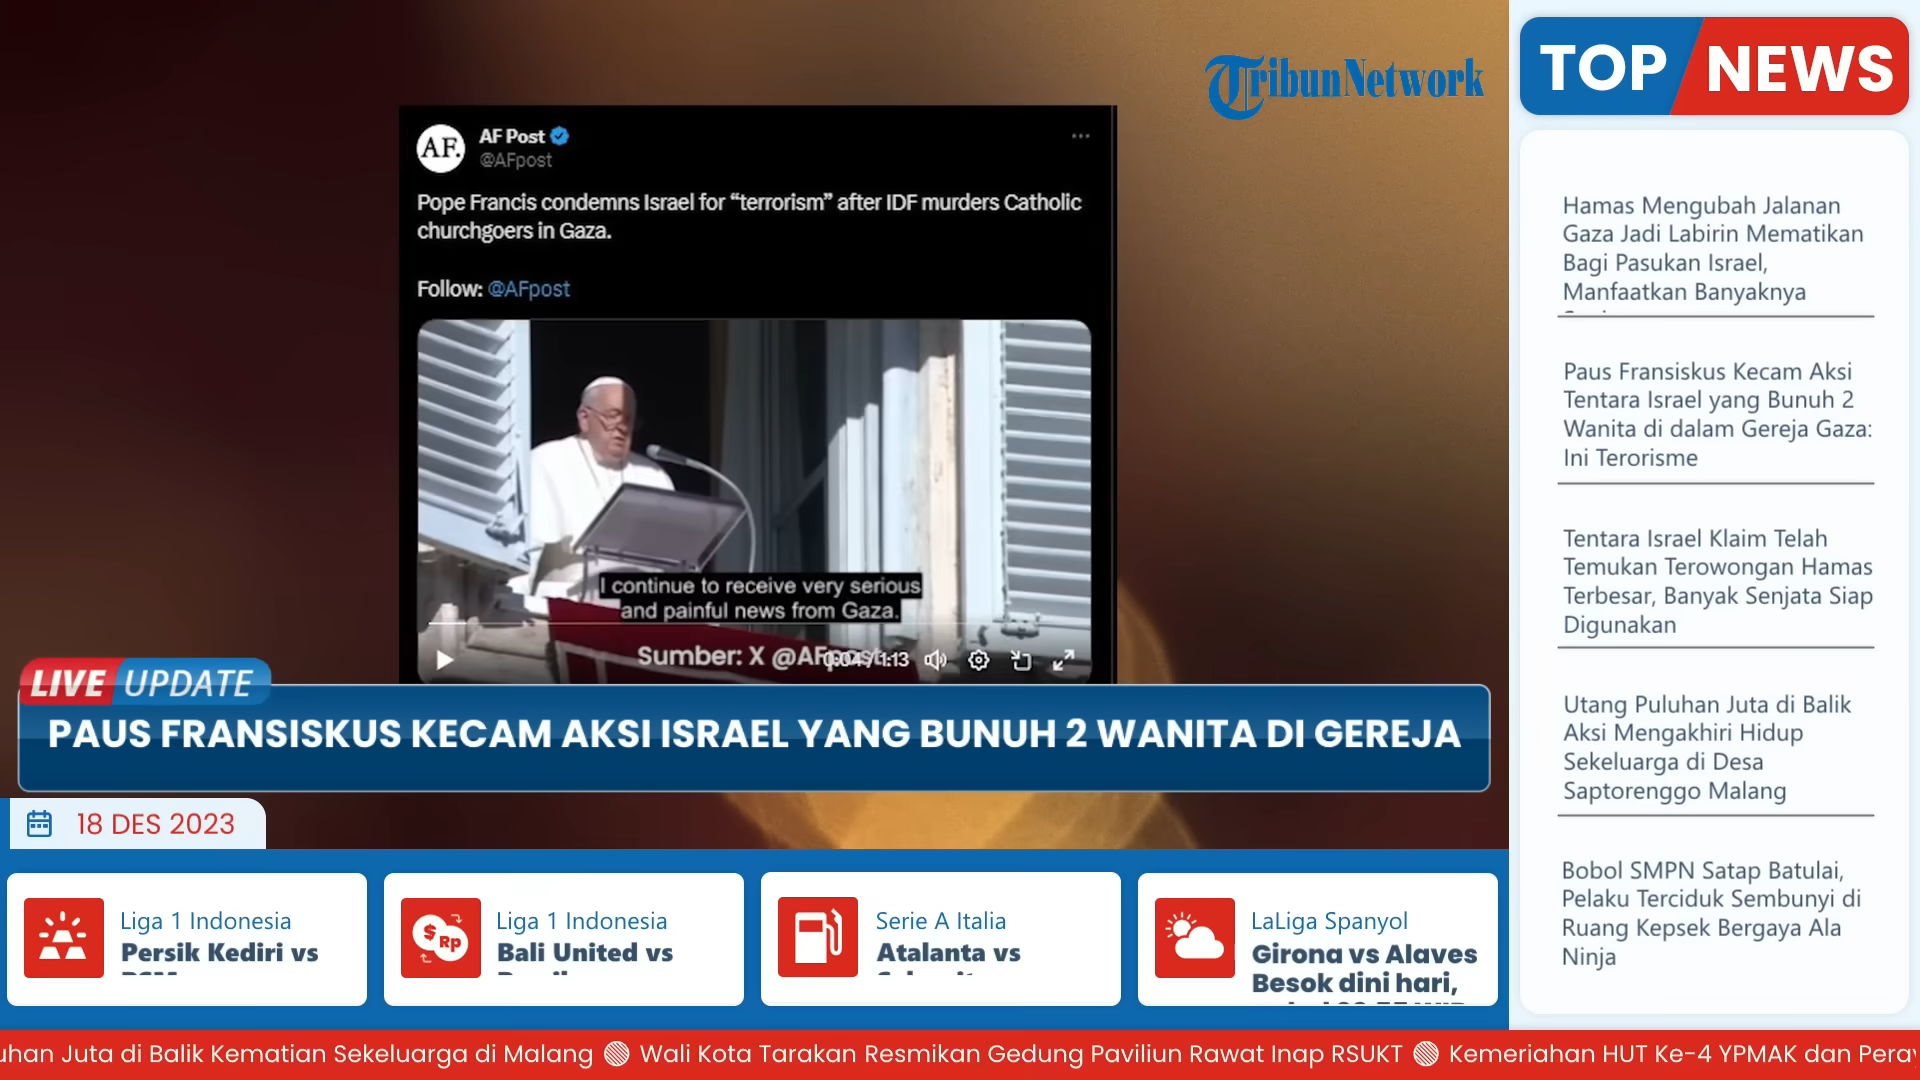 TribunNetwork
AF.
AF Post
@AFpost
Pope Francis condemns Israel for “terrorism” after IDF murders Catholic
churchgoers in Gaza.
Follow: @AFpost
I continue to receive very serious
and painful news from Gaza.
Sumber: X @AFpost
0:04 / 1:13
LIVE UPDATE
PAUS FRANSISKUS KECAM AKSI ISRAEL YANG BUNUH 2 WANITA DI GEREJA
18 DES 2023
Liga 1 Indonesia
Persik Kediri vs
$ Rp
Liga 1 Indonesia
Bali United vs
Serie A Italia
Atalanta vs
LaLiga Spanyol
Girona vs Alaves
Besok dini hari,
TOP NEWS
Hamas Mengubah Jalanan
Gaza Jadi Labirin Mematikan
Bagi Pasukan Israel,
Manfaatkan Banyaknya
Paus Fransiskus Kecam Aksi
Tentara Israel yang Bunuh 2
Wanita di dalam Gereja Gaza:
Ini Terorisme
Tentara Israel Klaim Telah
Temukan Terowongan Hamas
Terbesar, Banyak Senjata Siap
Digunakan
Utang Puluhan Juta di Balik
Aksi Mengakhiri Hidup
Sekeluarga di Desa
Saptorenggo Malang
Bobol SMPN Satap Batulai,
Pelaku Terciduk Sembunyi di
Ruang Kepsek Bergaya Ala
Ninja
uhan Juta di Balik Kematian Sekeluarga di Malang Wali Kota Tarakan Resmikan Gedung Paviliun Rawat Inap RSUKT Kemeriahan HUT Ke-4 YPMAK dan Pera